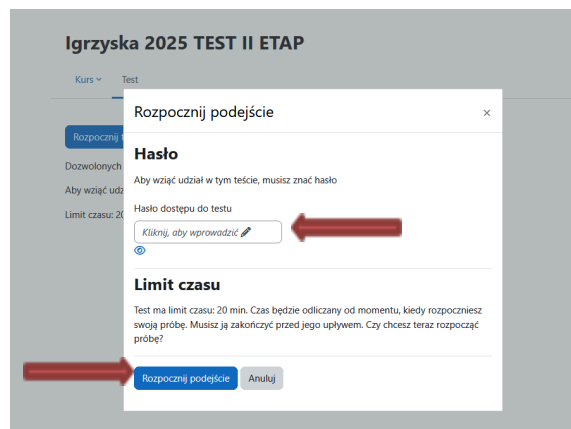 Igrzyska 2025 TEST II ETAP
Kurs
Test
Rozpocznij podejście
×
Rozpocznij t
Hasło
Dozwolonych
Aby wziąć udział w tym teście, musisz znać hasło
Aby wziąć udz
Hasło dostępu do testu
Limit czasu: 20
Kliknij, aby wprowadzić
Limit czasu
Test ma limit czasu: 20 min. Czas będzie odliczany od momentu, kiedy rozpoczniesz
swoją próbę. Musisz ją zakończyć przed jego upływem. Czy chcesz teraz rozpocząć
próbę?
Rozpocznij podejście
Anuluj